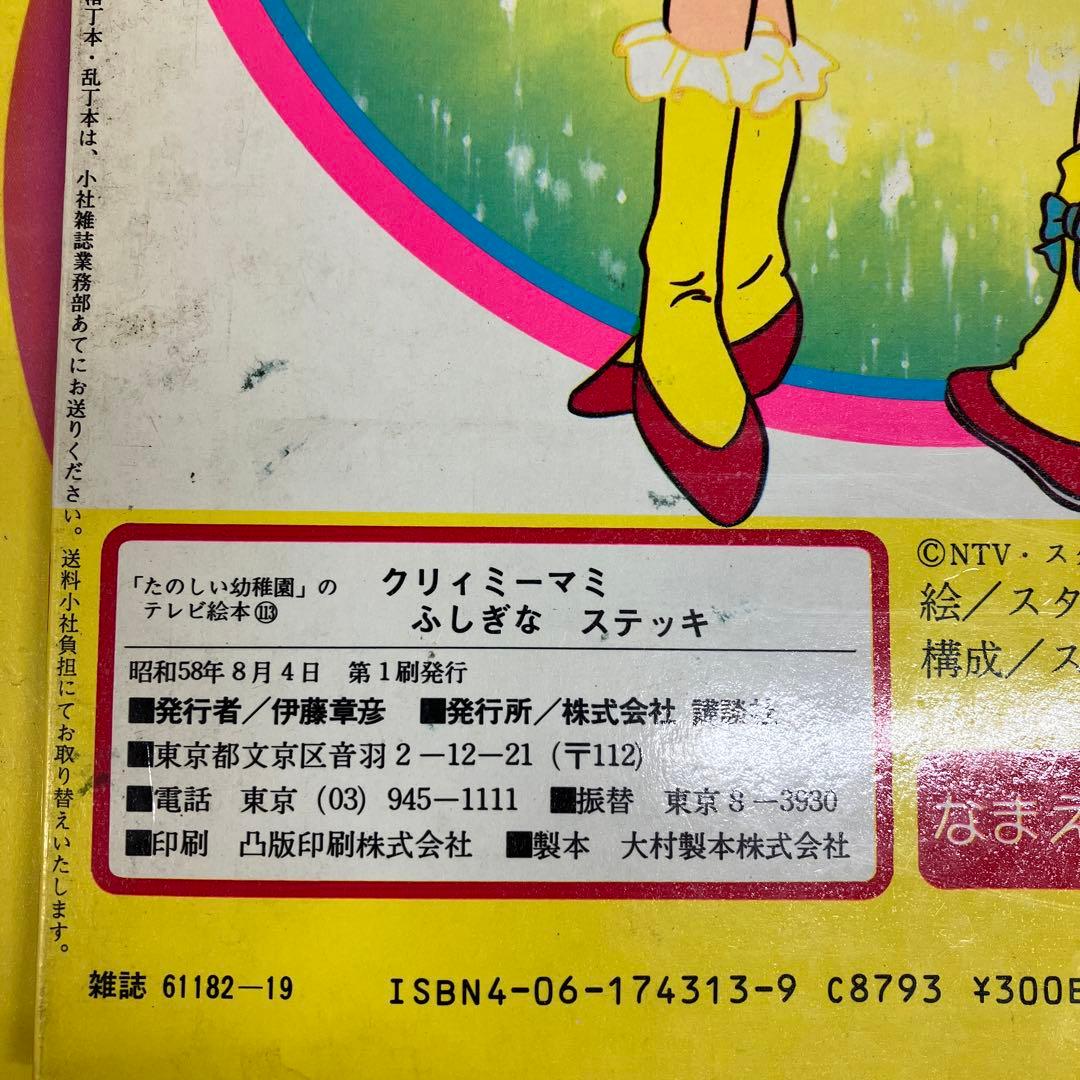 丁本・乱丁本は、小社雑誌業務部あてにお送りください。送料小社負担にてお取り替えいたします。
「たのしい幼稚園」の
テレビ絵本113
クリィミーマミ
ふしぎな ステッキ
昭和58年8月4日 第1刷発行
■発行者/伊藤章彦 ■発行所/株式会社 講談社
■東京都文京区音羽2-12-21 (〒112)
■電話 東京 (03) 945-1111 ■振替 東京8-3930
■印刷 凸版印刷株式会社 ■製本 大村製本株式会社
©NTV・スタ
絵/スタ
構成/ス
なまえ
雑誌 61182-19 ISBN4-06-174313-9 C8793 ¥300E